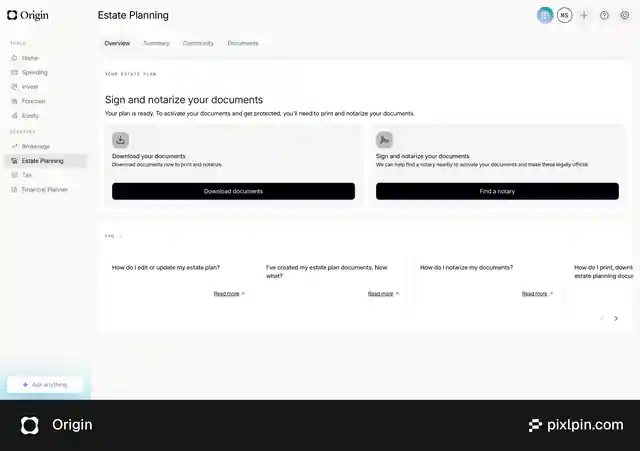 Origin
Estate Planning
MS
TOOLS
Home
Spending
Invest
Forecast
Equity
SERVICES
Brokerage
Estate Planning
Tax
Financial Planner
Ask anything
Overview
Summary
Community
Documents
YOUR ESTATE PLAN
Sign and notarize your documents
Your plan is ready. To activate your documents and get protected, you'll need to print and notarize your documents.
Download your documents
Download documents now to print and notarize.
Download documents
Sign and notarize your documents
We can help find a notary nearby to activate your documents and make these legally official.
Find a notary
FAQ
How do I edit or update my estate plan?
Read more
I've created my estate plan documents. Now
what?
Read more
How do I notarize my documents?
Read more
How do I print, downl
estate planning docu
Origin
pixlpin.com